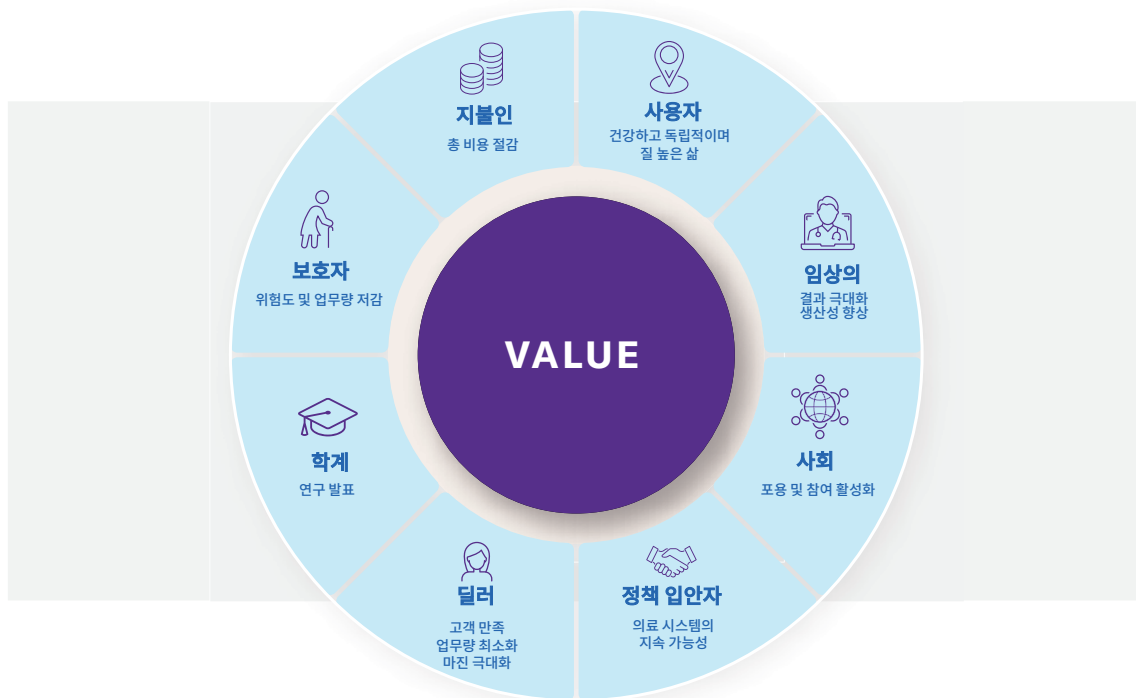 지불인
총 비용 절감
사용자
건강하고 독립적이며
질 높은 삶
보호자
위험도 및 업무량 저감
임상의
결과 극대화
생산성 향상
VALUE
학계
연구 발표
사회
포용 및 참여 활성화
딜러
고객 만족
업무량 최소화
마진 극대화
정책 입안자
의료 시스템의
지속 가능성